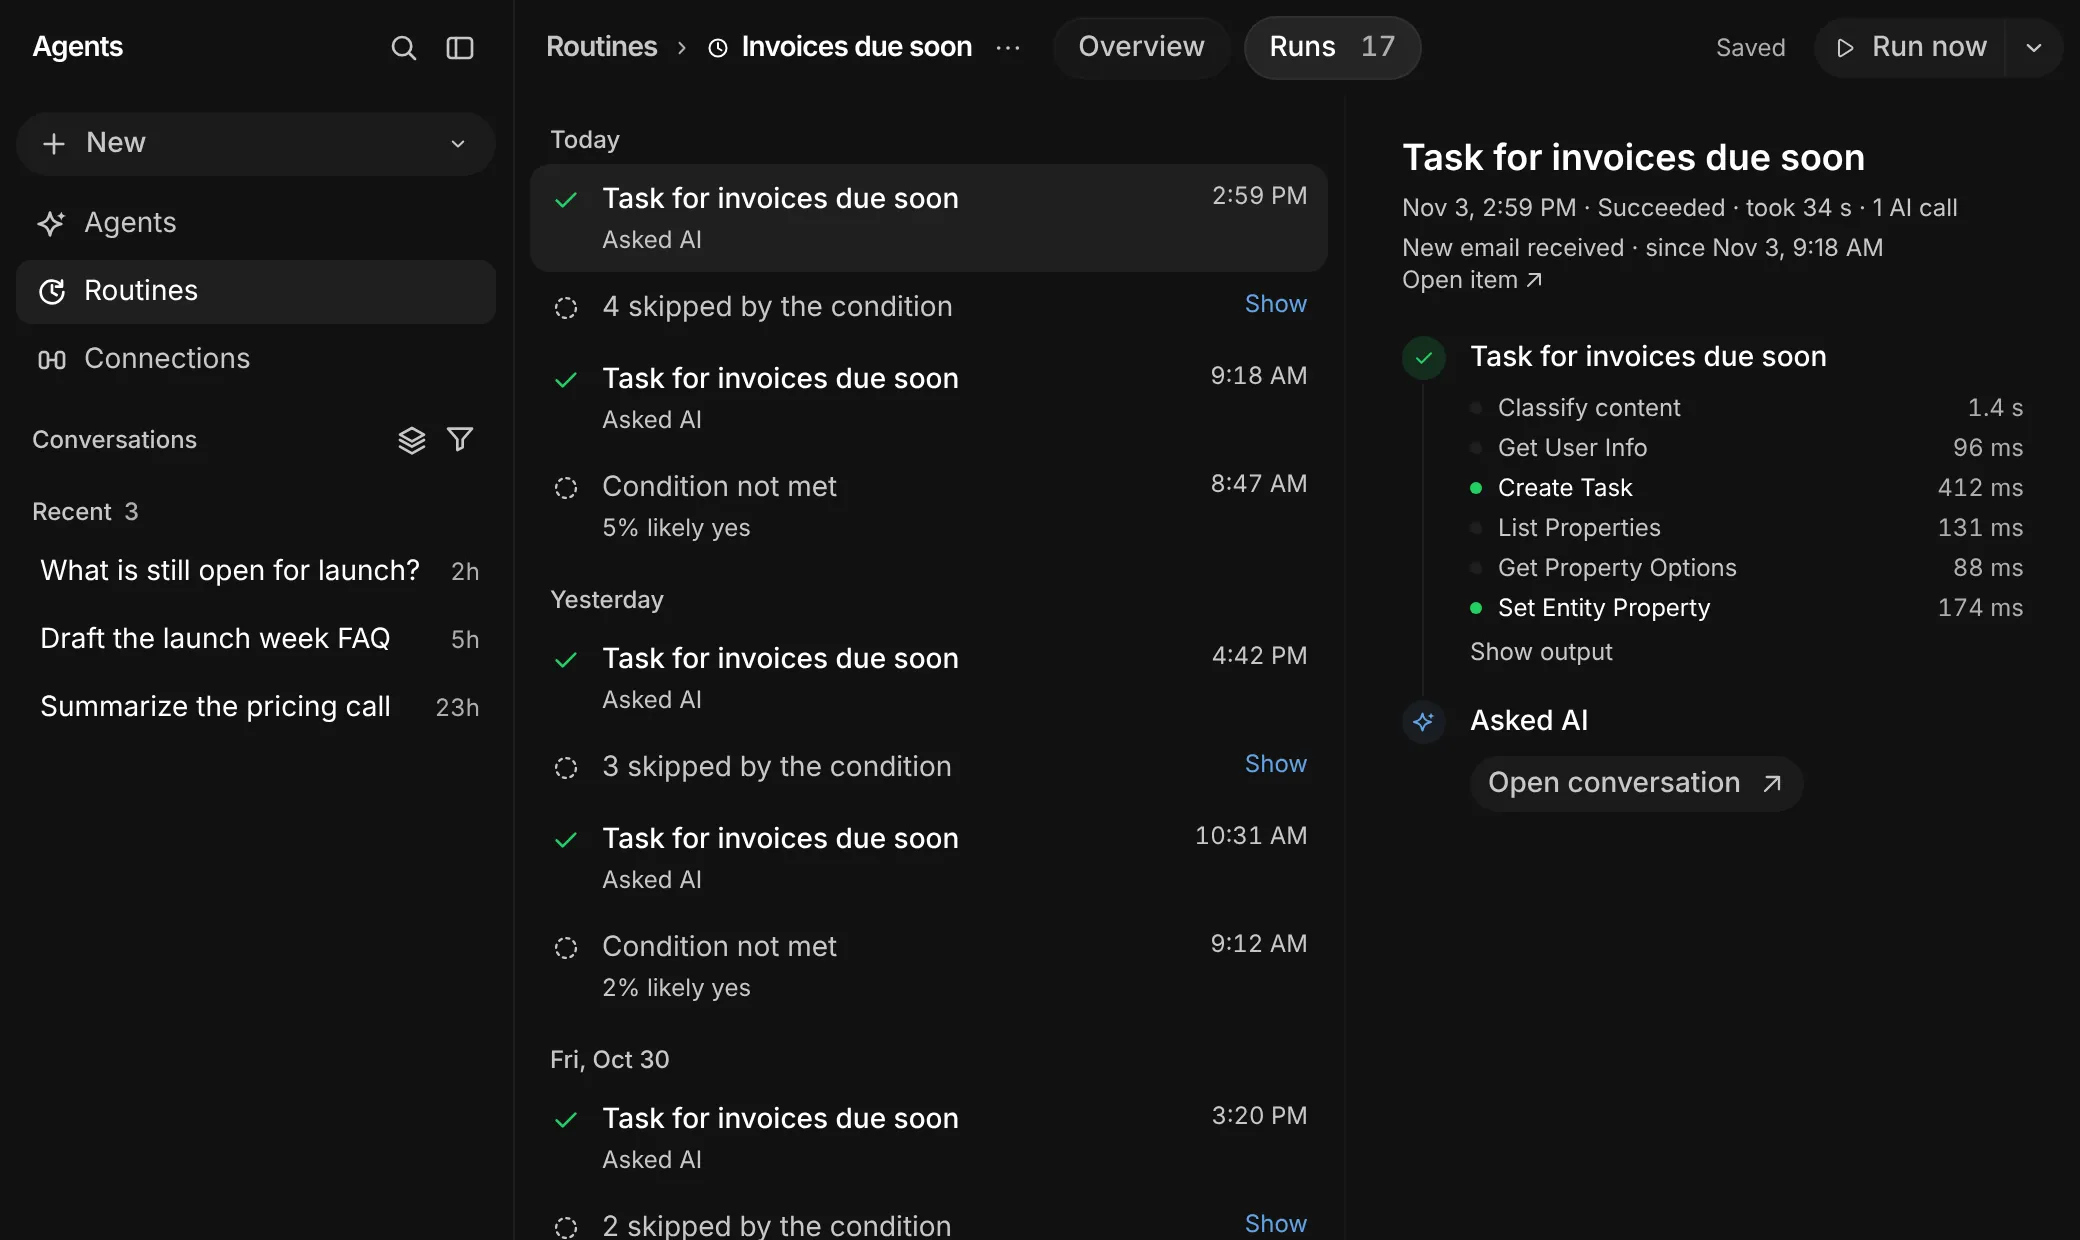 Agents
New
Agents
Routines
Connections
Conversations
Recent 3
What is still open for launch? 2h
Draft the launch week FAQ 5h
Summarize the pricing call 23h
Routines › Invoices due soon ···
Overview
Runs 17
Saved
Run now
Today
Task for invoices due soon 2:59 PM
Asked AI
4 skipped by the condition Show
Task for invoices due soon 9:18 AM
Asked AI
Condition not met 8:47 AM
5% likely yes
Yesterday
Task for invoices due soon 4:42 PM
Asked AI
3 skipped by the condition Show
Task for invoices due soon 10:31 AM
Asked AI
Condition not met 9:12 AM
2% likely yes
Fri, Oct 30
Task for invoices due soon 3:20 PM
Asked AI
2 skipped by the condition Show
Task for invoices due soon
Nov 3, 2:59 PM · Succeeded · took 34 s · 1 AI call
New email received · since Nov 3, 9:18 AM
Open item ↗
Task for invoices due soon
Classify content 1.4 s
Get User Info 96 ms
Create Task 412 ms
List Properties 131 ms
Get Property Options 88 ms
Set Entity Property 174 ms
Show output
Asked AI
Open conversation ↗